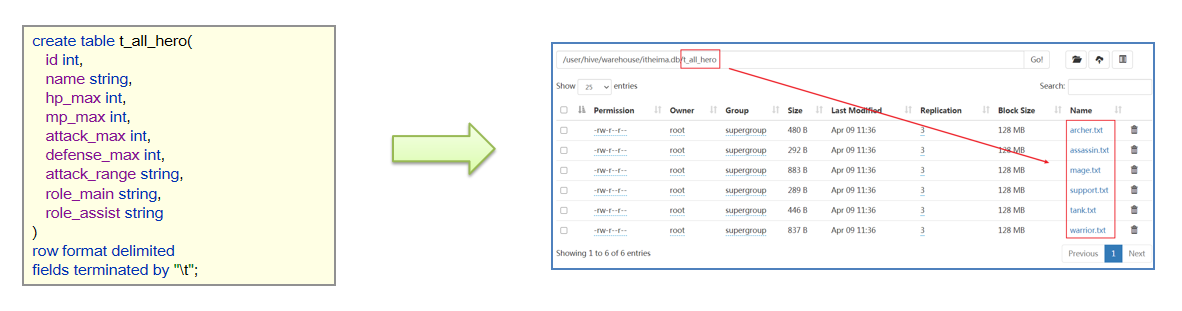 create table t_all_hero(
id int,
name string,
hp_max int,
mp_max int,
attack_max int,
defense_max int,
attack_range string,
role_main string,
role_assist string
)
row format delimited
fields terminated by "\t";
/user/hive/warehouse/itheima.db/t_all_hero Go!
Show 25 entries Search:
Permission Owner Group Size Last Modified Replication Block Size Name
-rw-r--r-- root supergroup 480 B Apr 09 11:36 3 128 MB archer.txt
-rw-r--r-- root supergroup 292 B Apr 09 11:36 3 128 MB assassin.txt
-rw-r--r-- root supergroup 883 B Apr 09 11:36 3 128 MB mage.txt
-rw-r--r-- root supergroup 289 B Apr 09 11:36 3 128 MB support.txt
-rw-r--r-- root supergroup 446 B Apr 09 11:36 3 128 MB tank.txt
-rw-r--r-- root supergroup 837 B Apr 09 11:36 3 128 MB warrior.txt
Showing 1 to 6 of 6 entries Previous 1 Next